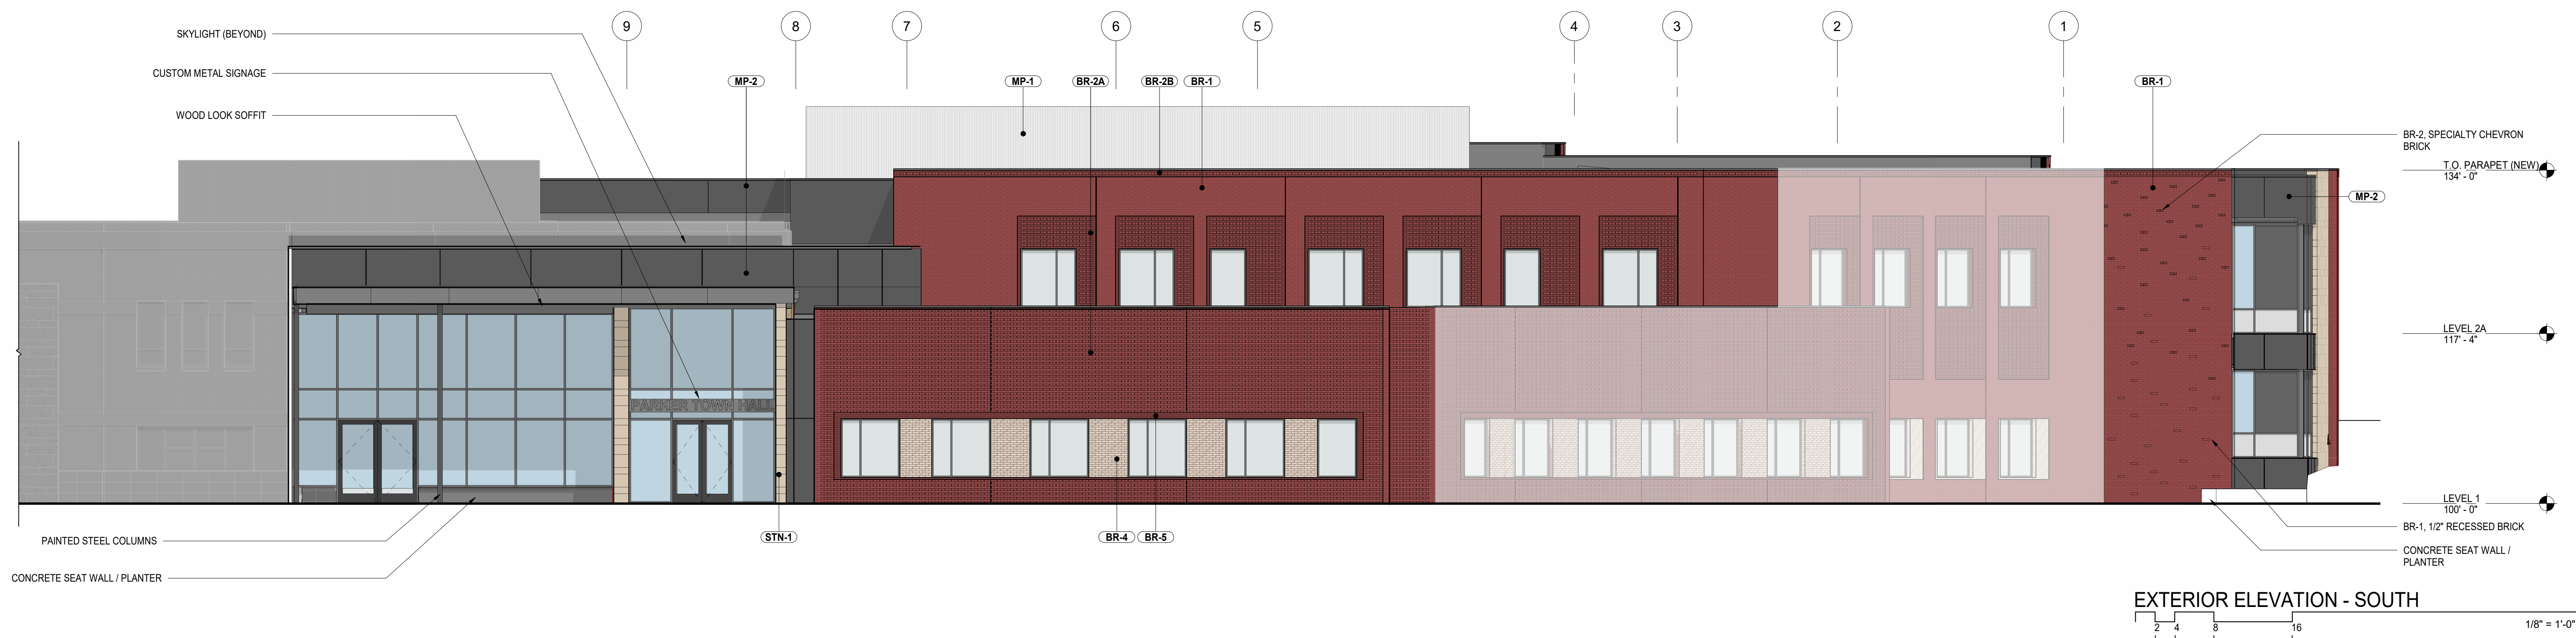 9
8
7
6
5
4
3
2
1
SKYLIGHT (BEYOND)
CUSTOM METAL SIGNAGE
WOOD LOOK SOFFIT
MP-2
MP-1
BR-2A
BR-2B
BR-1
BR-1
BR-2, SPECIALTY CHEVRON
BRICK
T.O. PARAPET (NEW)
134' - 0"
MP-2
LEVEL 2A
117' - 4"
PARKER TOWN HALL
LEVEL 1
100' - 0"
PAINTED STEEL COLUMNS
STN-1
BR-4
BR-5
BR-1, 1/2" RECESSED BRICK
CONCRETE SEAT WALL /
PLANTER
CONCRETE SEAT WALL / PLANTER
EXTERIOR ELEVATION - SOUTH
2 4 8 16
1/8" = 1'-0"